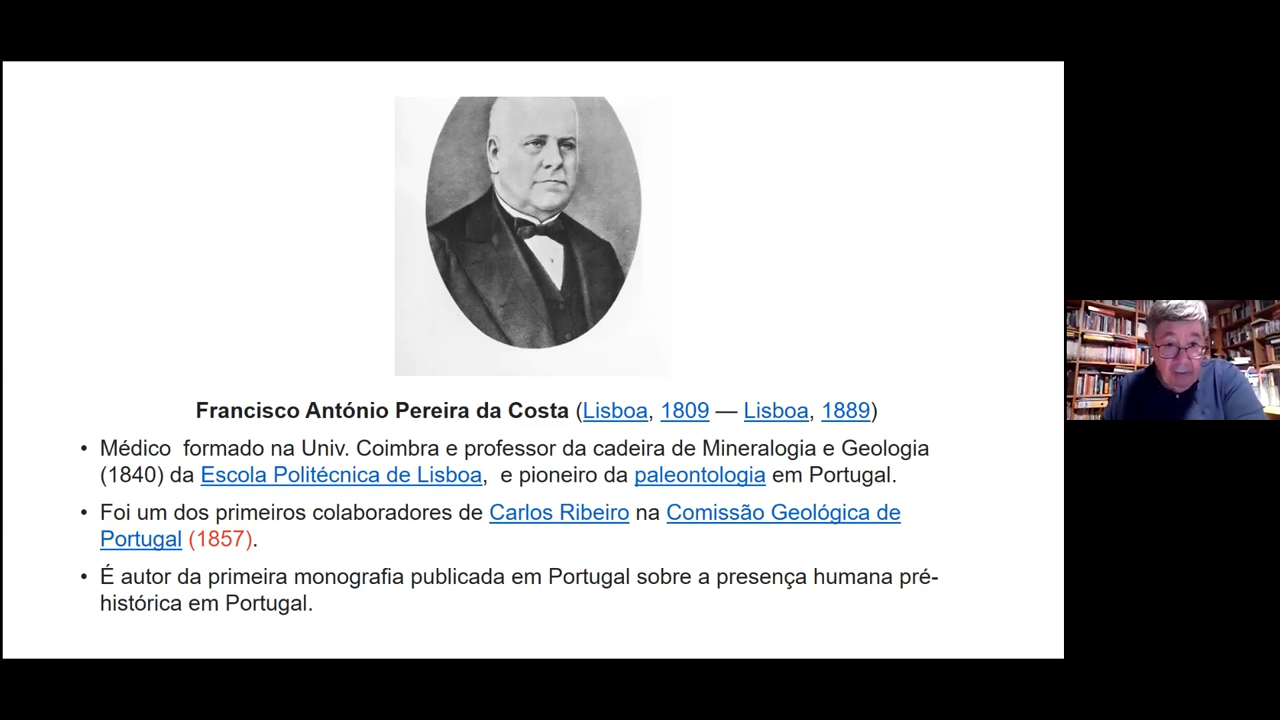 Francisco António Pereira da Costa (Lisboa, 1809 — Lisboa, 1889)
• Médico  formado na Univ. Coimbra e professor da cadeira de Mineralogia e Geologia
(1840) da Escola Politécnica de Lisboa,  e pioneiro da paleontologia em Portugal.
• Foi um dos primeiros colaboradores de Carlos Ribeiro na Comissão Geológica de
Portugal (1857).
• É autor da primeira monografia publicada em Portugal sobre a presença humana pré-
histórica em Portugal.